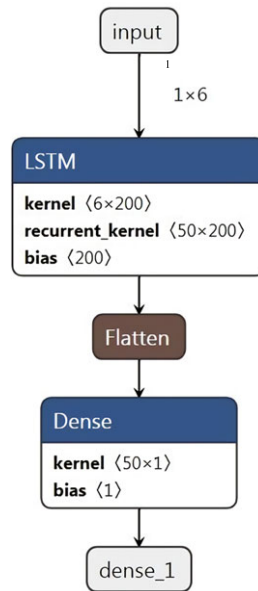 input
1
1×6
LSTM
kernel ⟨6×200⟩
recurrent_kernel ⟨50×200⟩
bias ⟨200⟩
Flatten
Dense
kernel ⟨50×1⟩
bias ⟨1⟩
dense_1